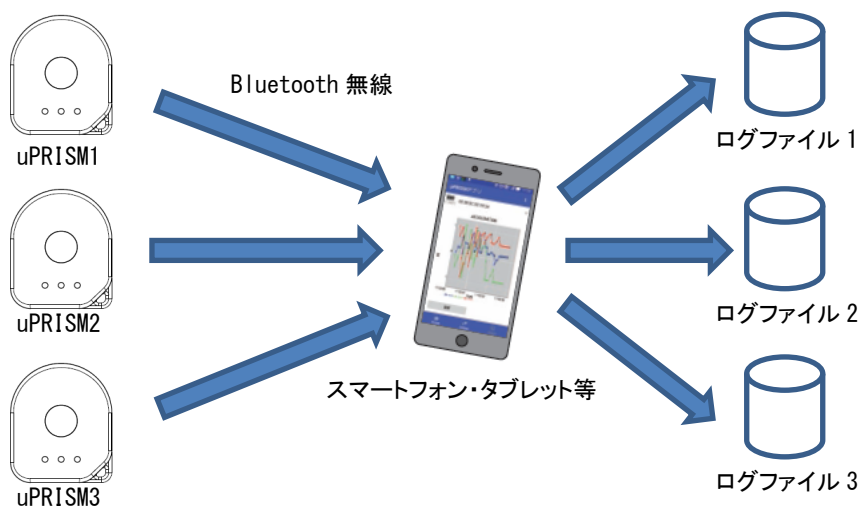 Bluetooth 無線
uPRISM1
uPRISM2
uPRISM3
スマートフォン・タブレット等
ログファイル 1
ログファイル 2
ログファイル 3